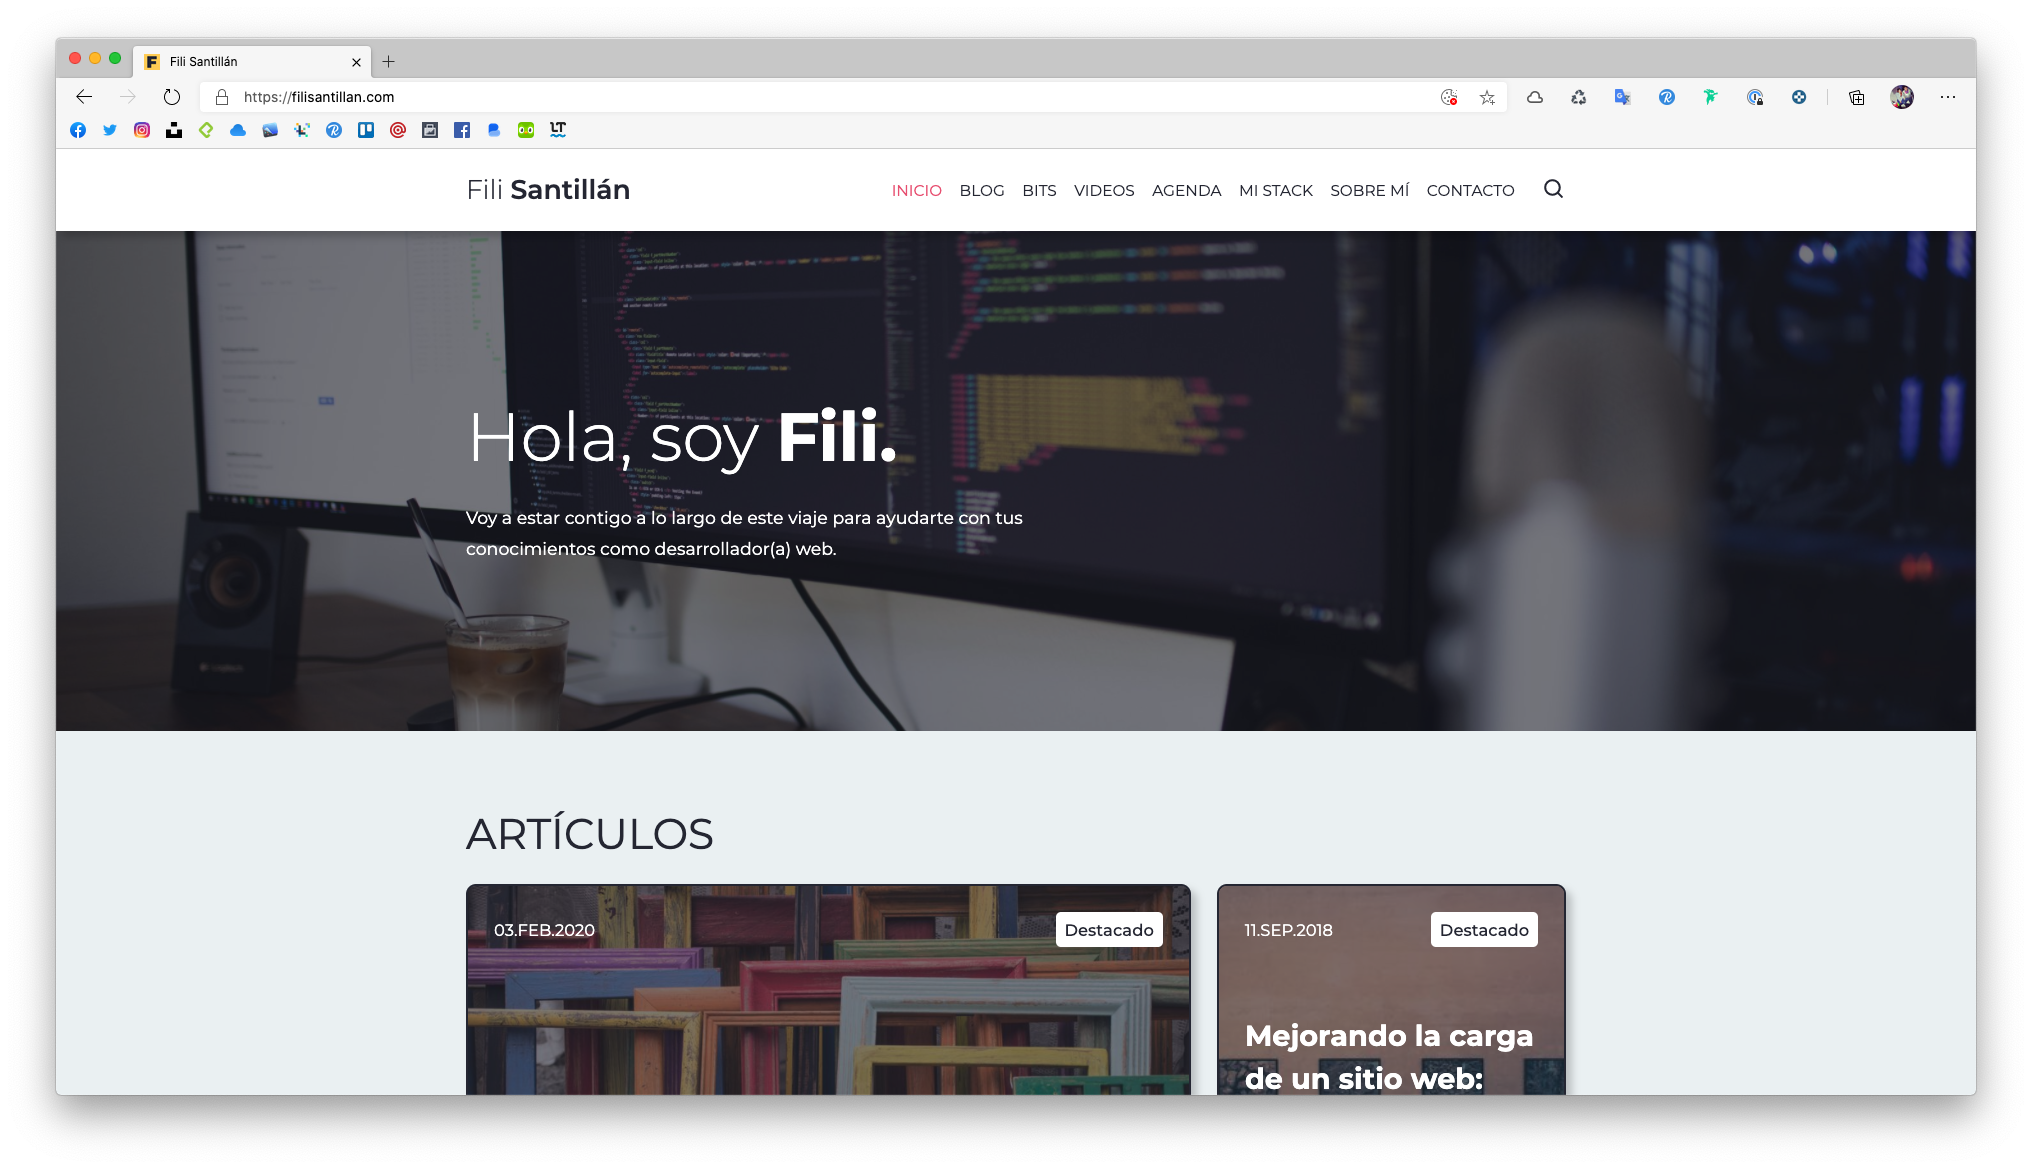 Fili Santillán
https://filisantillan.com
Fili Santillán
INICIO BLOG BITS VIDEOS AGENDA MI STACK SOBRE MÍ CONTACTO
Hola, soy Fili.
Voy a estar contigo a lo largo de este viaje para ayudarte con tus
conocimientos como desarrollador(a) web.
ARTÍCULOS
03.FEB.2020
Destacado
11.SEP.2018
Destacado
Mejorando la carga
de un sitio web: